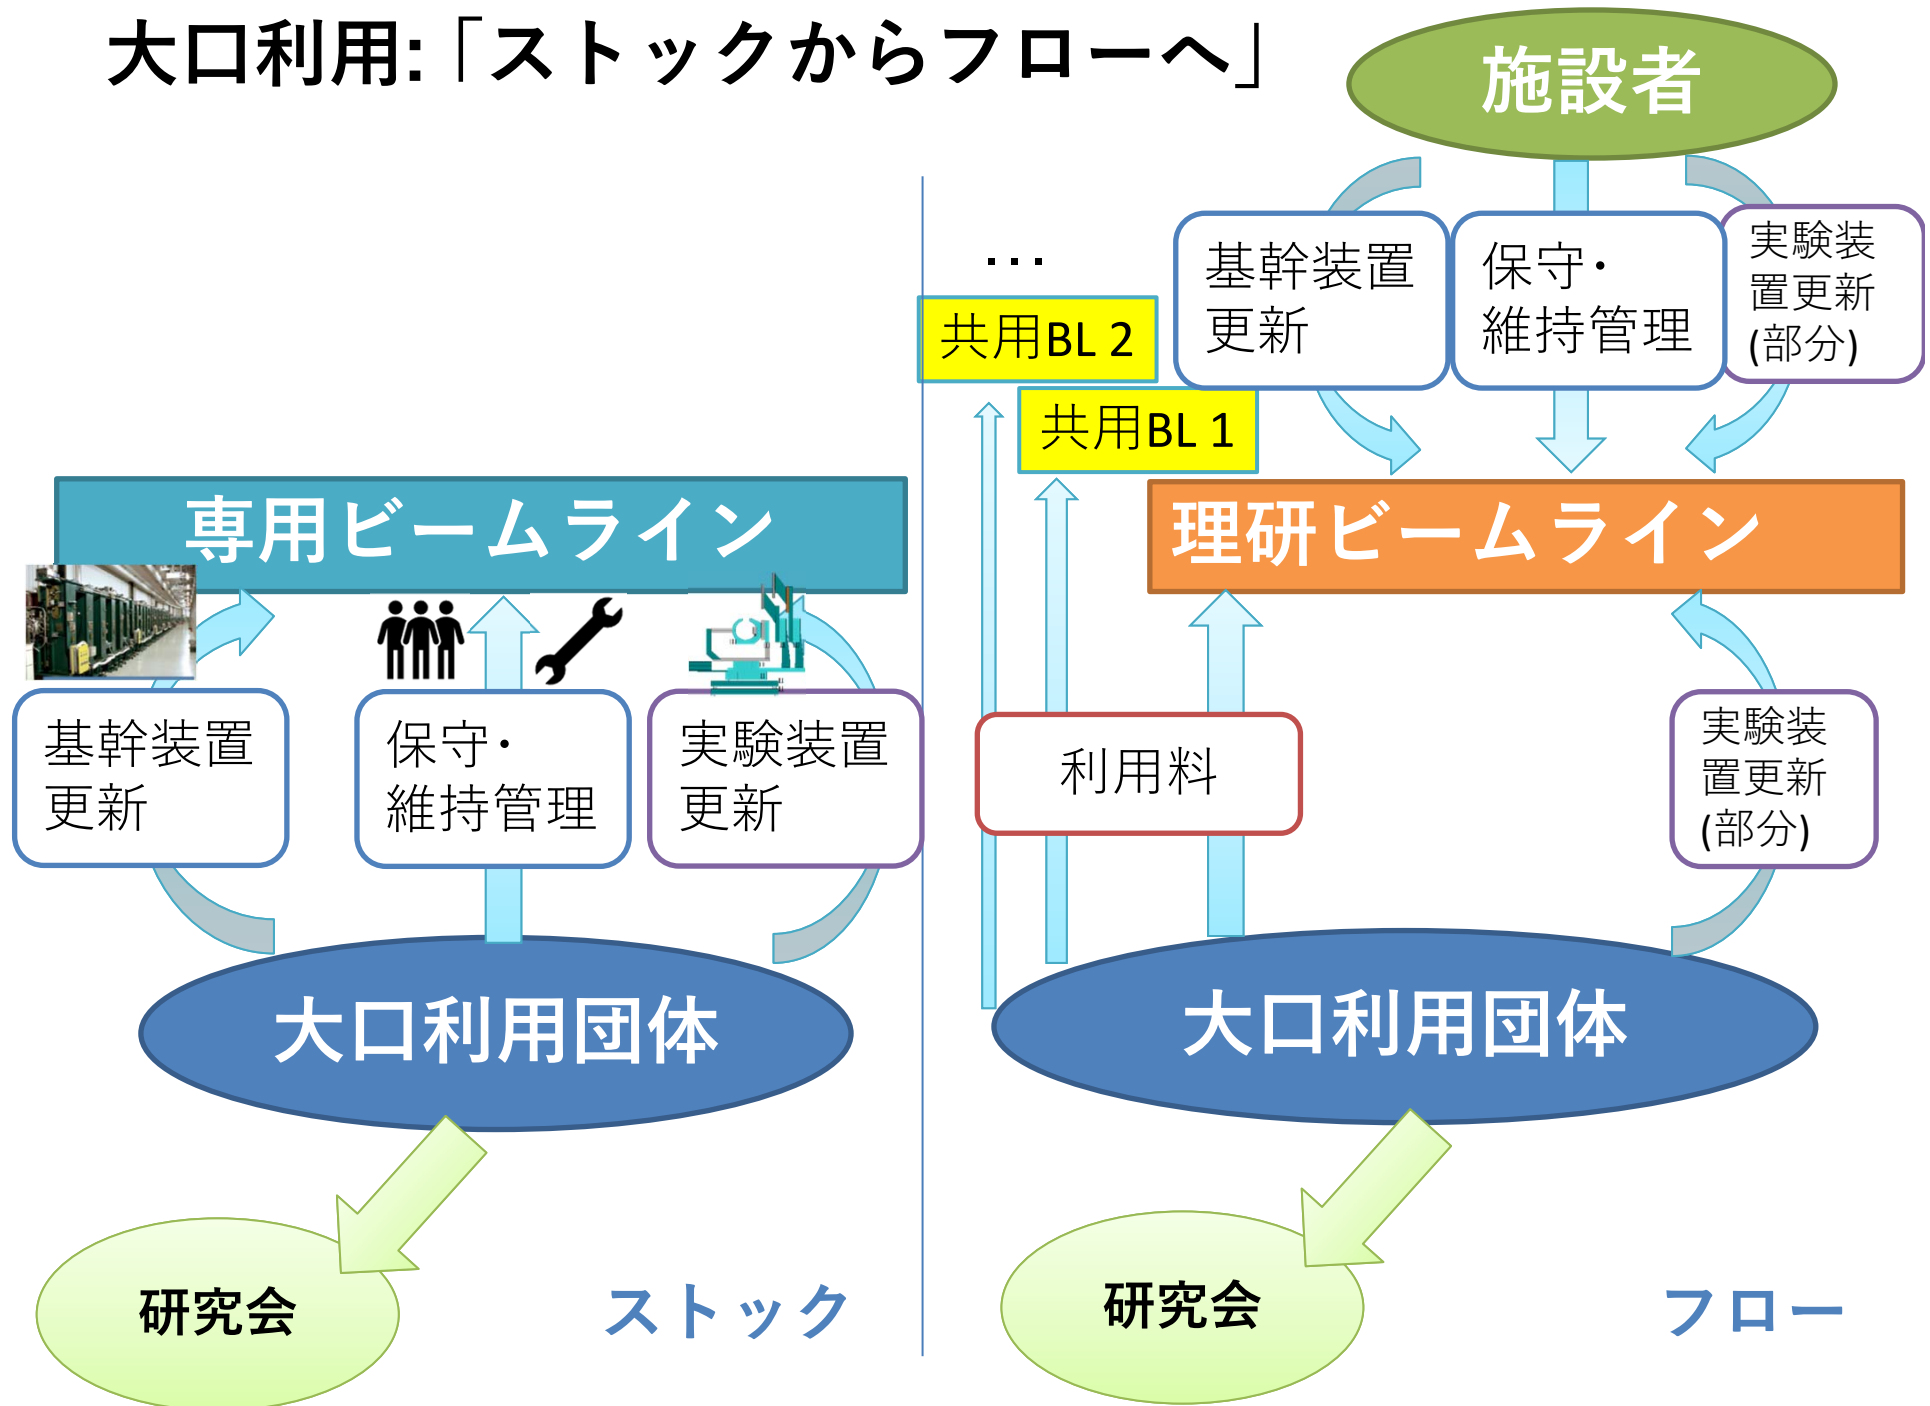 大口利用:「ストックからフローへ」
施設者
…
共用BL 2
共用BL 1
基幹装置
更新
保守・
維持管理
実験装
置更新
(部分)
専用ビームライン
理研ビームライン
基幹装置
更新
保守・
維持管理
実験装置
更新
利用料
実験装
置更新
(部分)
大口利用団体
大口利用団体
研究会
ストック
研究会
フロー